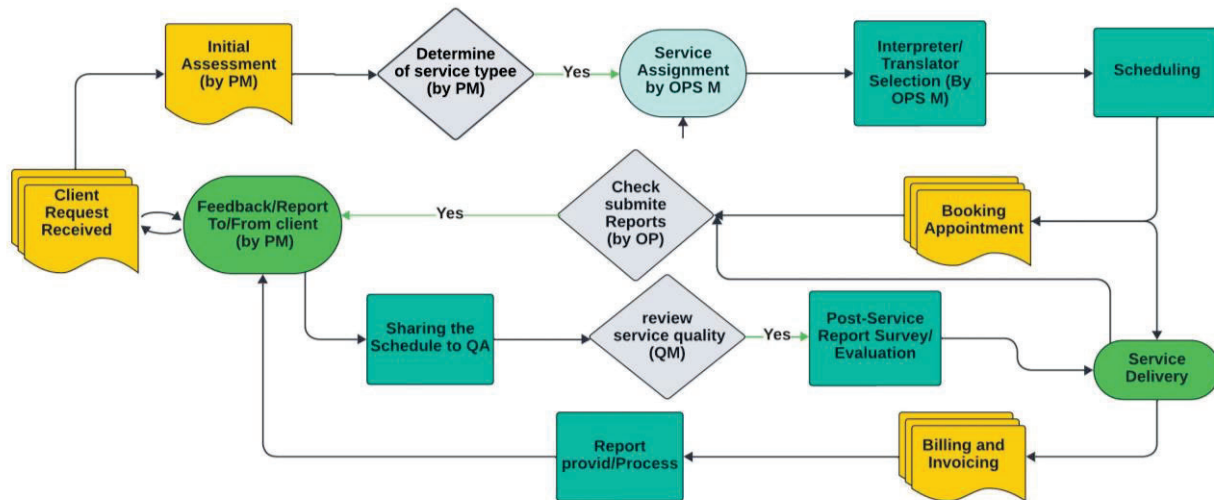 Initial
Assessment
(by PM)
Determine
of service typee
(by PM)
Yes
Service
Assignment
by OPS M
Interpreter/
Translator
Selection (By
OPS M)
Scheduling
Client
Request
Received
Feedback/Report
To/From client
(by PM)
Yes
Check
submite
Reports
(by OP)
Booking
Appointment
Sharing the
Schedule to QA
review
service quality
(QM)
Yes
Post-Service
Report Survey/
Evaluation
Service
Delivery
Report
provid/Process
Billing and
Invoicing